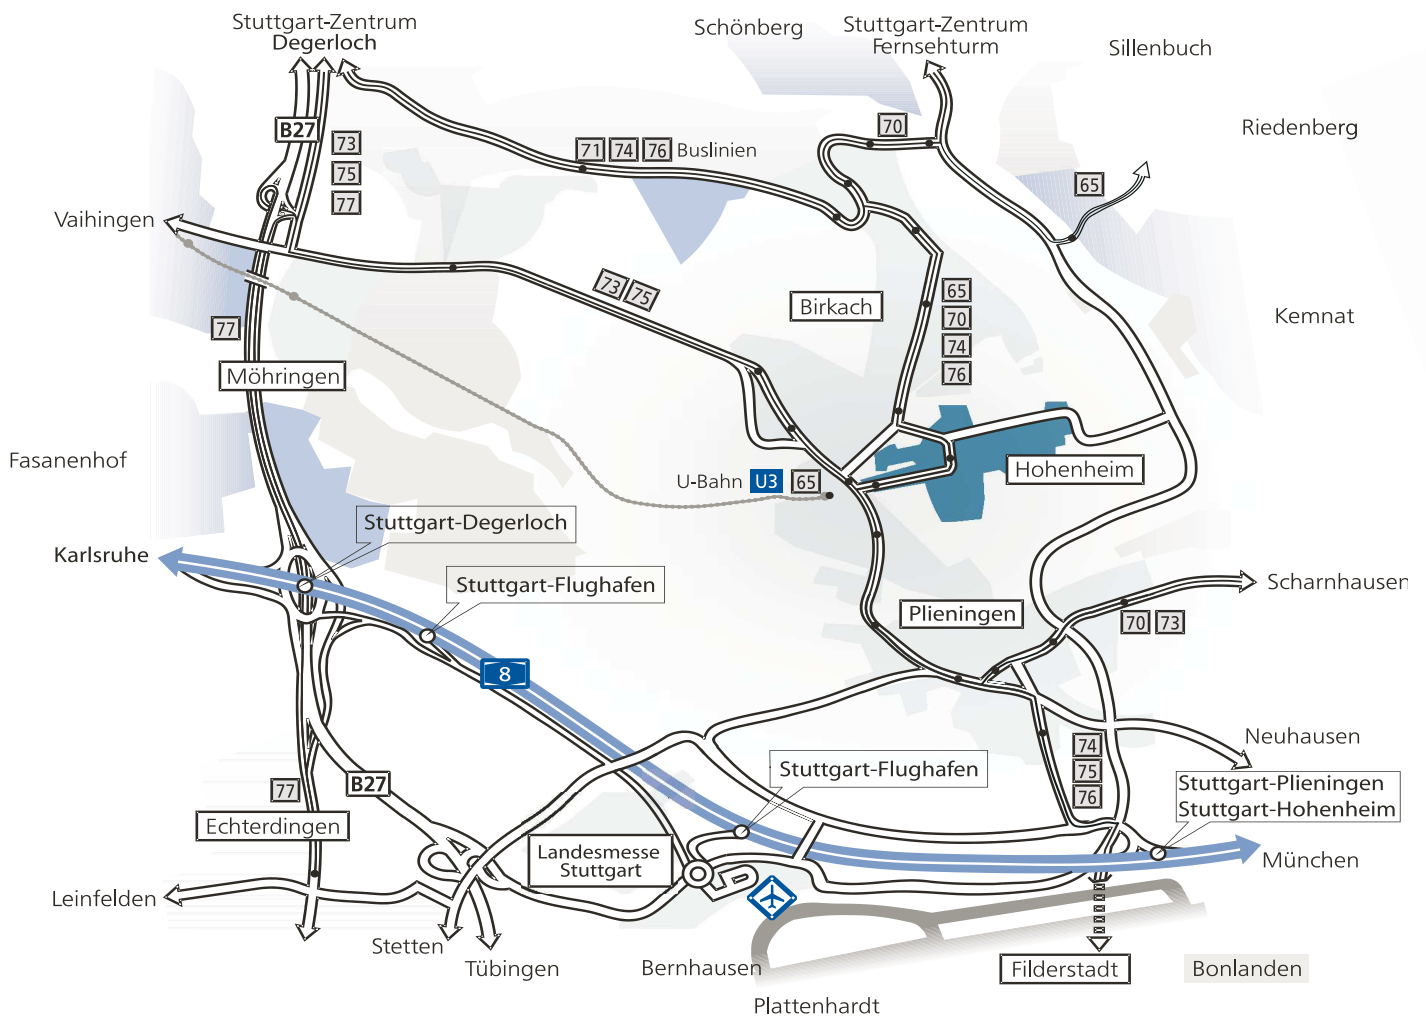 Stuttgart-Zentrum
Degerloch
Schönberg
Stuttgart-Zentrum
Fernsehturm
Sillenbuch
B27
73
75
77
71 74 76 Buslinien
70
Riedenberg
65
Vaihingen
73 75
77
Birkach
65
70
74
76
Kemnat
Möhringen
Fasanenhof
U-Bahn U3 65
Hohenheim
Stuttgart-Degerloch
Karlsruhe
Stuttgart-Flughafen
Scharnhausen
Plieningen
70 73
8
74
75
76
Neuhausen
Stuttgart-Flughafen
Stuttgart-Plieningen
Stuttgart-Hohenheim
77
B27
Echterdingen
Landesmesse
Stuttgart
München
Leinfelden
Stetten
Tübingen
Bernhausen
Filderstadt
Bonlanden
Plattenhardt